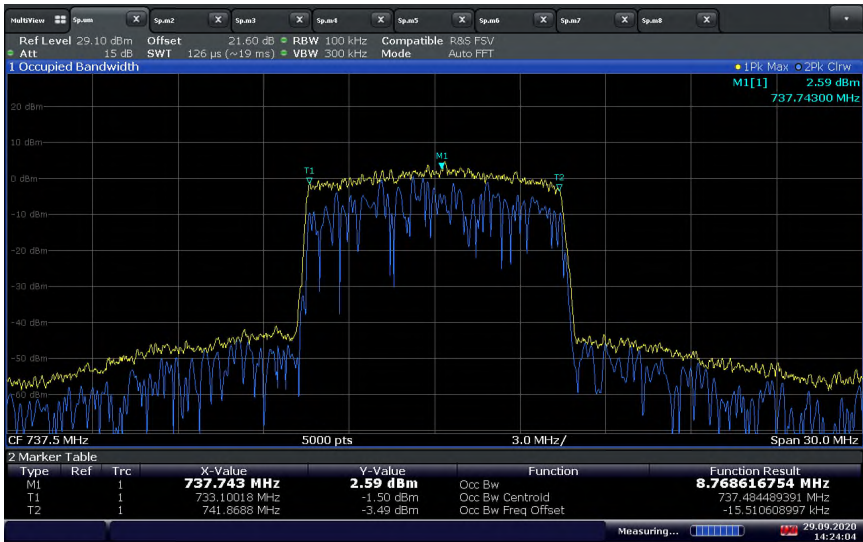 MultiView Sp.um X Sp.m2 X Sp.m3 X Sp.m4 X Sp.m5 X Sp.m6 X Sp.m7 X Sp.m8 X
Ref Level 29.10 dBm Offset 21.60 dB RBW 100 kHz Compatible R&S FSV
Att 15 dB SWT 126 µs (~19 ms) VBW 300 kHz Mode Auto FFT
1 Occupied Bandwidth 1Pk Max 2Pk Clrw
M1[1] 2.59 dBm
737.74300 MHz
20 dBm
10 dBm
M1
T1
T2
0 dBm
-10 dBm
-20 dBm
-30 dBm
-40 dBm
-50 dBm
-60 dBm
CF 737.5 MHz 5000 pts 3.0 MHz/ Span 30.0 MHz
2 Marker Table
Type Ref Trc X-Value Y-Value Function Function Result
M1 1 737.743 MHz 2.59 dBm Occ Bw 8.768616754 MHz
T1 1 733.10018 MHz -1.50 dBm Occ Bw Centroid 737.484489391 MHz
T2 1 741.8688 MHz -3.49 dBm Occ Bw Freq Offset -15.510608997 kHz
Measuring... 29.09.2020
14:24:04